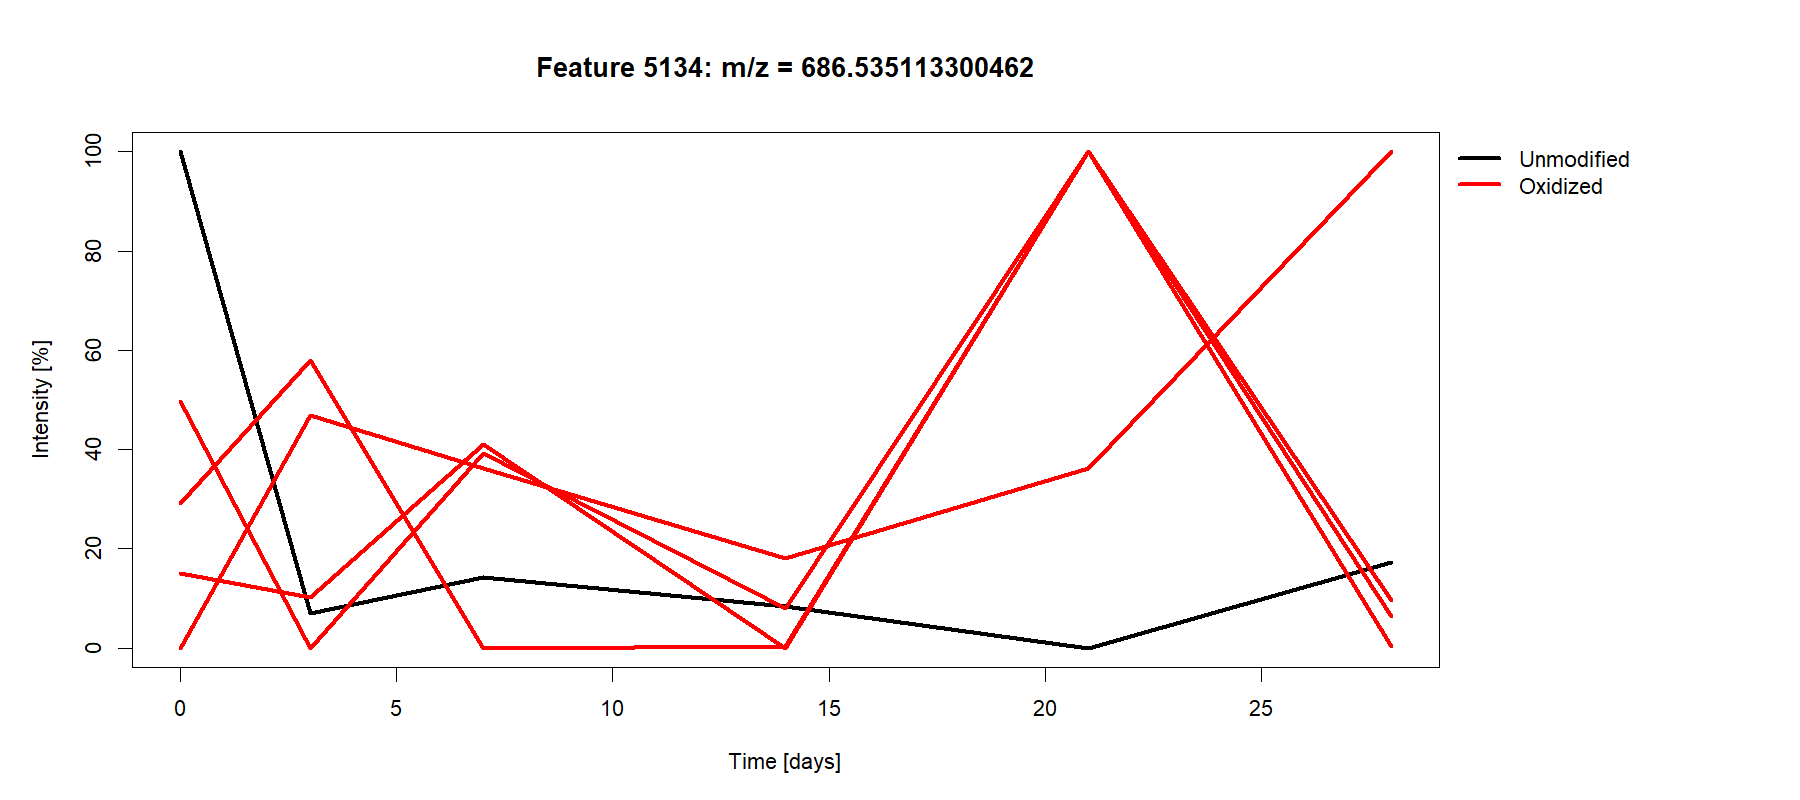 Feature 5134: m/z = 686.535113300462
Unmodified
Oxidized
Intensity [%]
100
80
60
40
20
0
0 5 10 15 20 25
Time [days]